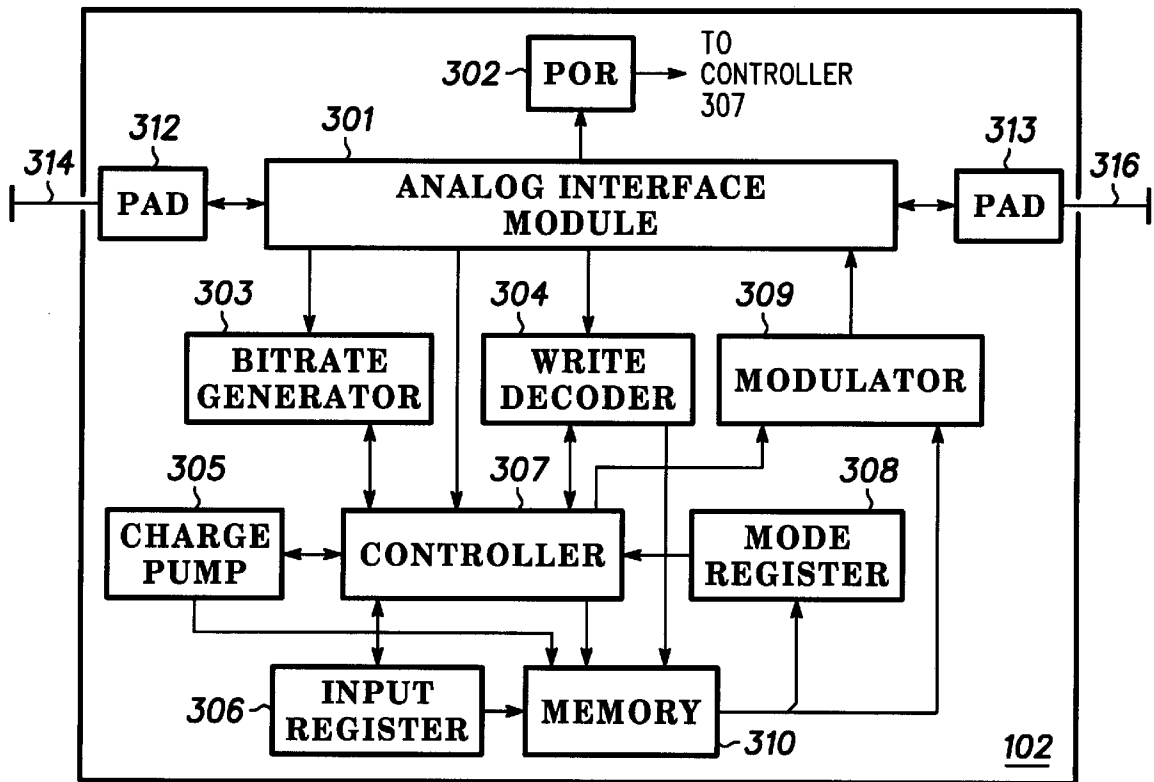 302
POR
TO
CONTROLLER
307
312
301
313
314
PAD
ANALOG INTERFACE
MODULE
PAD
316
303
304
309
BITRATE
GENERATOR
WRITE
DECODER
MODULATOR
305
307
308
CHARGE
PUMP
CONTROLLER
MODE
REGISTER
306
INPUT
REGISTER
MEMORY
310
102